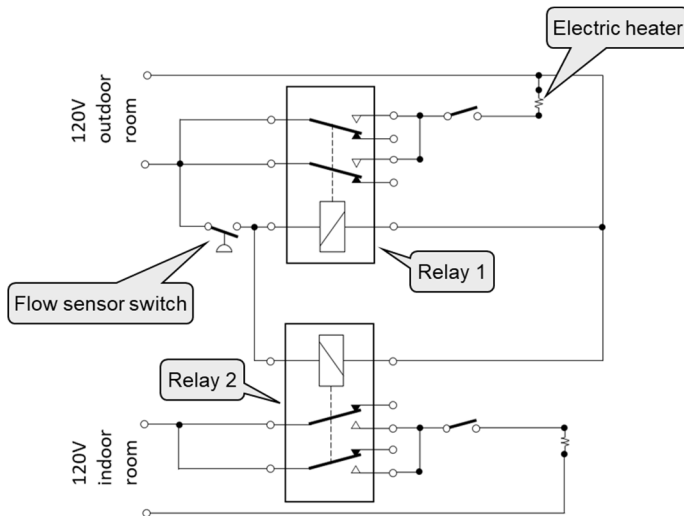 Electric heater
120V
outdoor
room
Relay 1
Flow sensor switch
Relay 2
120V
indoor
room